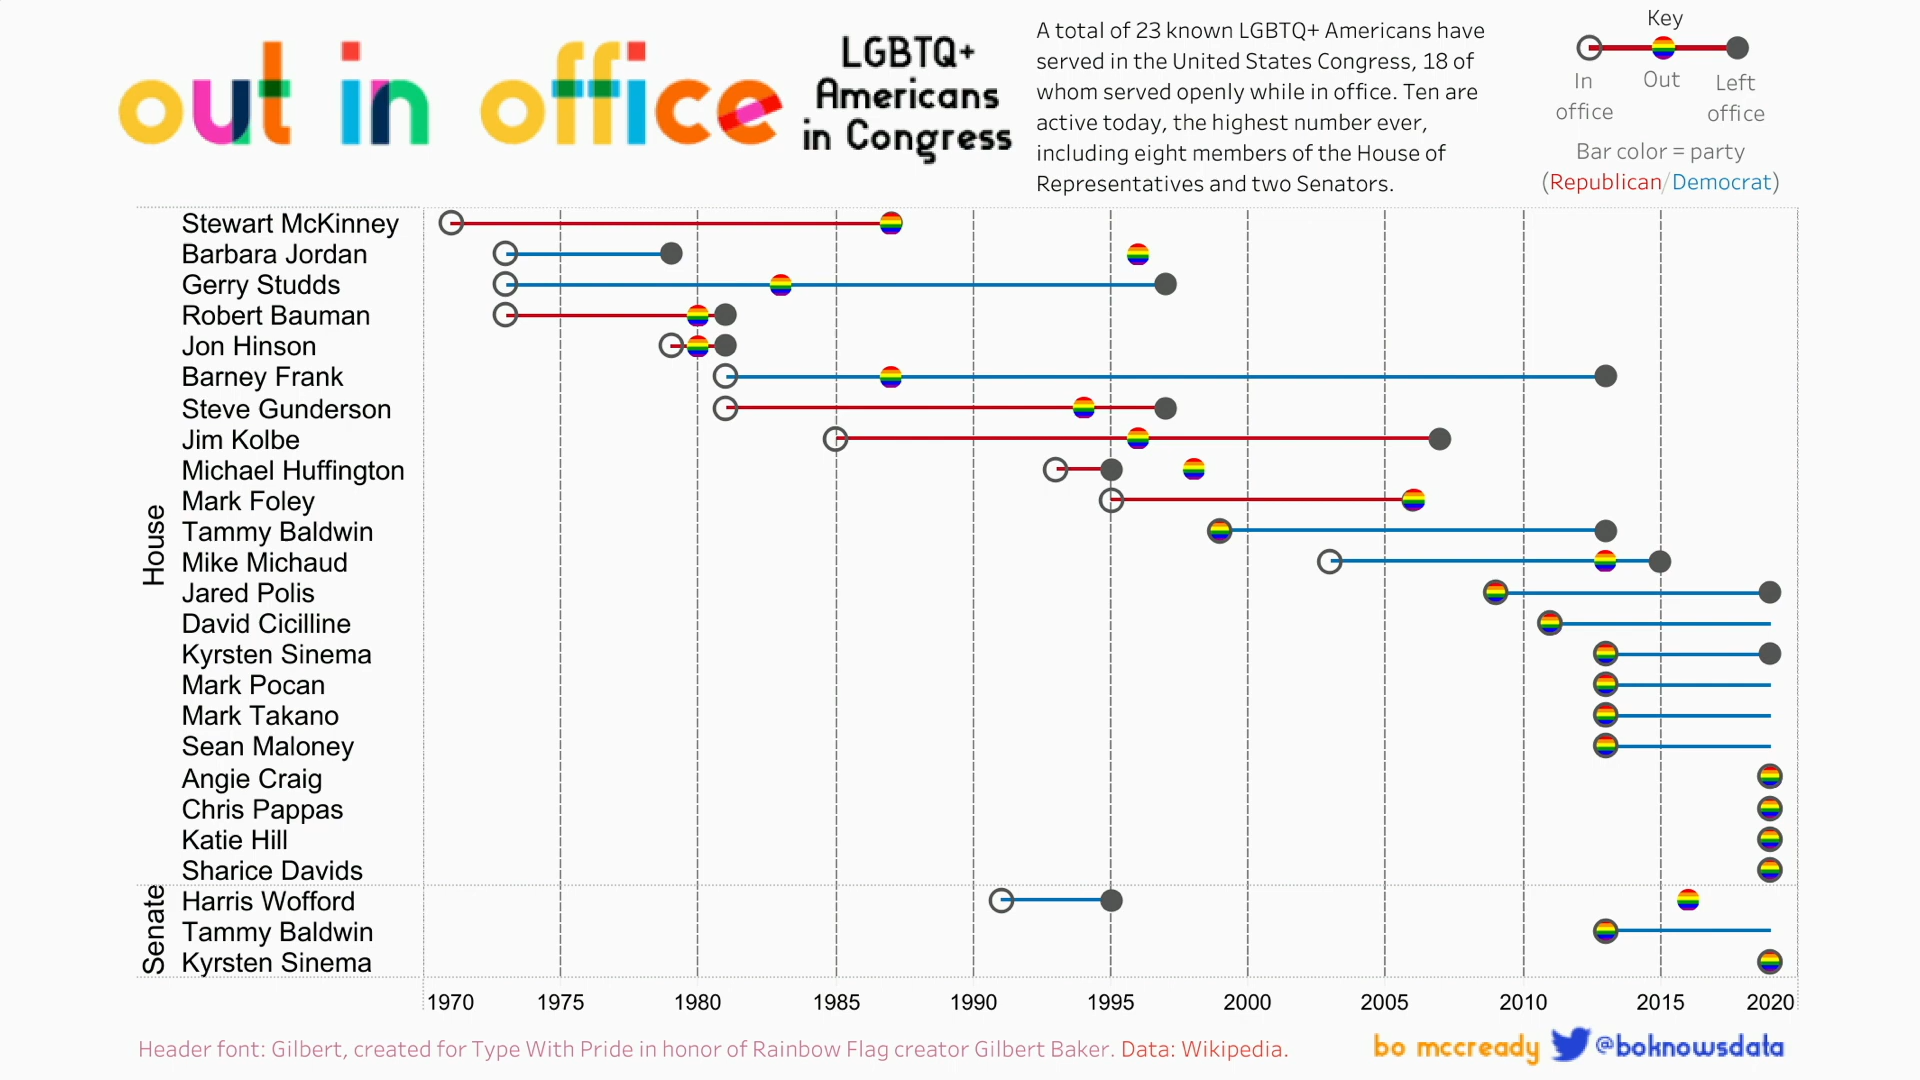 out in office
LGBTQ+
Americans
in Congress
A total of 23 known LGBTQ+ Americans have
served in the United States Congress, 18 of
whom served openly while in office. Ten are
active today, the highest number ever,
including eight members of the House of
Representatives and two Senators.
Key
In
office
Out
Left
office
Bar color = party
(Republican/Democrat)
House
Stewart McKinney
Barbara Jordan
Gerry Studds
Robert Bauman
Jon Hinson
Barney Frank
Steve Gunderson
Jim Kolbe
Michael Huffington
Mark Foley
Tammy Baldwin
Mike Michaud
Jared Polis
David Cicilline
Kyrsten Sinema
Mark Pocan
Mark Takano
Sean Maloney
Angie Craig
Chris Pappas
Katie Hill
Sharice Davids
Senate
Harris Wofford
Tammy Baldwin
Kyrsten Sinema
1970 1975 1980 1985 1990 1995 2000 2005 2010 2015 2020
Header font: Gilbert, created for Type With Pride in honor of Rainbow Flag creator Gilbert Baker. Data: Wikipedia.
bo mccready @boknowsdata